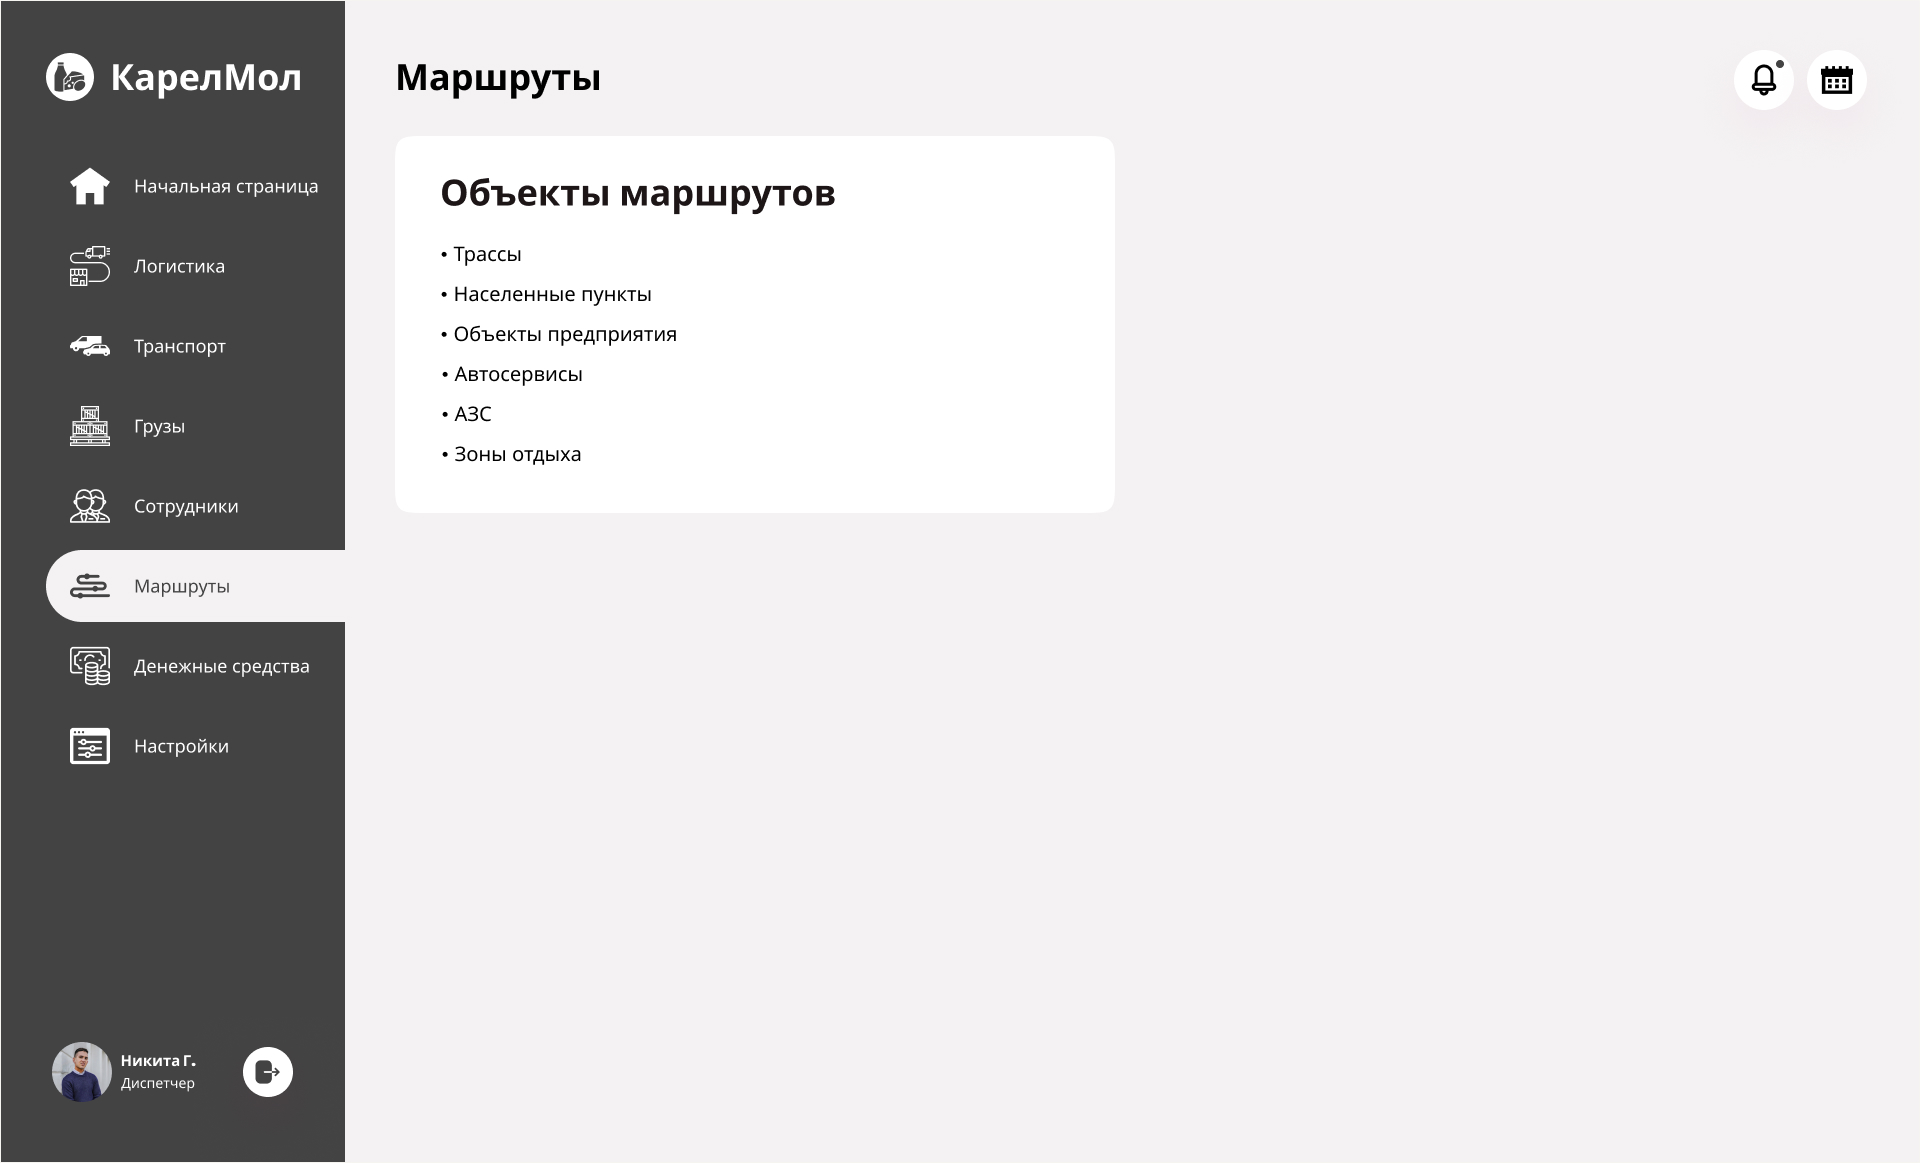 КарелМол
Начальная страница
Логистика
Транспорт
Грузы
Сотрудники
Маршруты
Денежные средства
Настройки
Никита Г.
Диспетчер
Маршруты
Объекты маршрутов
• Трассы
• Населенные пункты
• Объекты предприятия
• Автосервисы
• АЗС
• Зоны отдыха